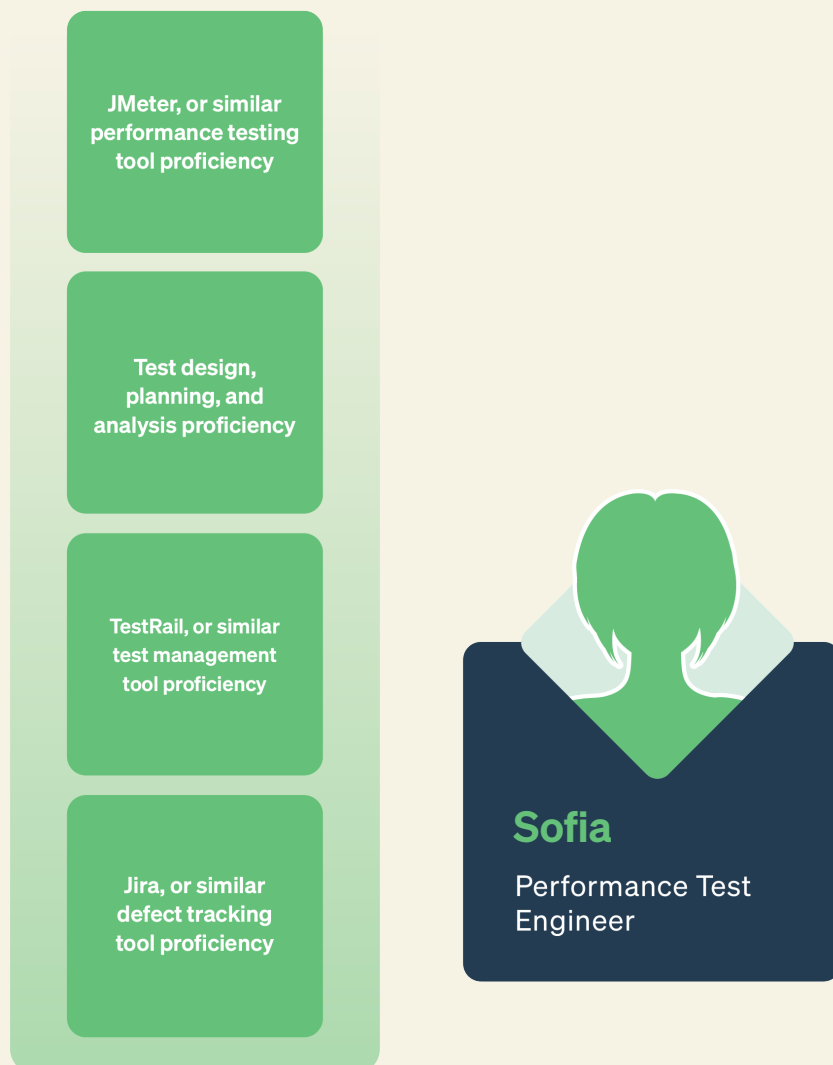 JMeter, or similar
performance testing
tool proficiency
Test design,
planning, and
analysis proficiency
TestRail, or similar
test management
tool proficiency
Jira, or similar
defect tracking
tool proficiency
Sofia
Performance Test
Engineer